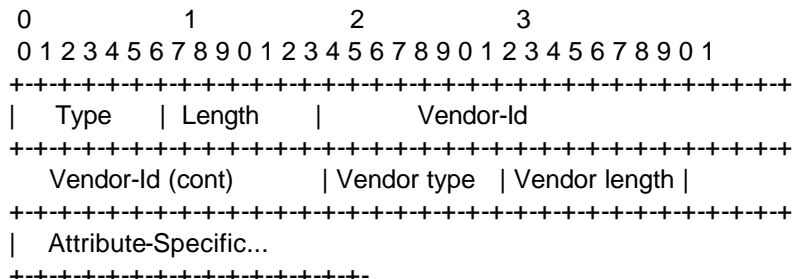 0                   1                   2                   3
0 1 2 3 4 5 6 7 8 9 0 1 2 3 4 5 6 7 8 9 0 1 2 3 4 5 6 7 8 9 0 1
+-+-+-+-+-+-+-+-+-+-+-+-+-+-+-+-+-+-+-+-+-+-+-+-+-+-+-+-+-+-+-+-+
| Type | Length | Vendor-Id
+-+-+-+-+-+-+-+-+-+-+-+-+-+-+-+-+-+-+-+-+-+-+-+-+-+-+-+-+-+-+-+-+
Vendor-Id (cont) | Vendor type | Vendor length |
+-+-+-+-+-+-+-+-+-+-+-+-+-+-+-+-+-+-+-+-+-+-+-+-+-+-+-+-+-+-+-+-+
| Attribute-Specific...
+-+-+-+-+-+-+-+-+-+-+-+-+-+-+-